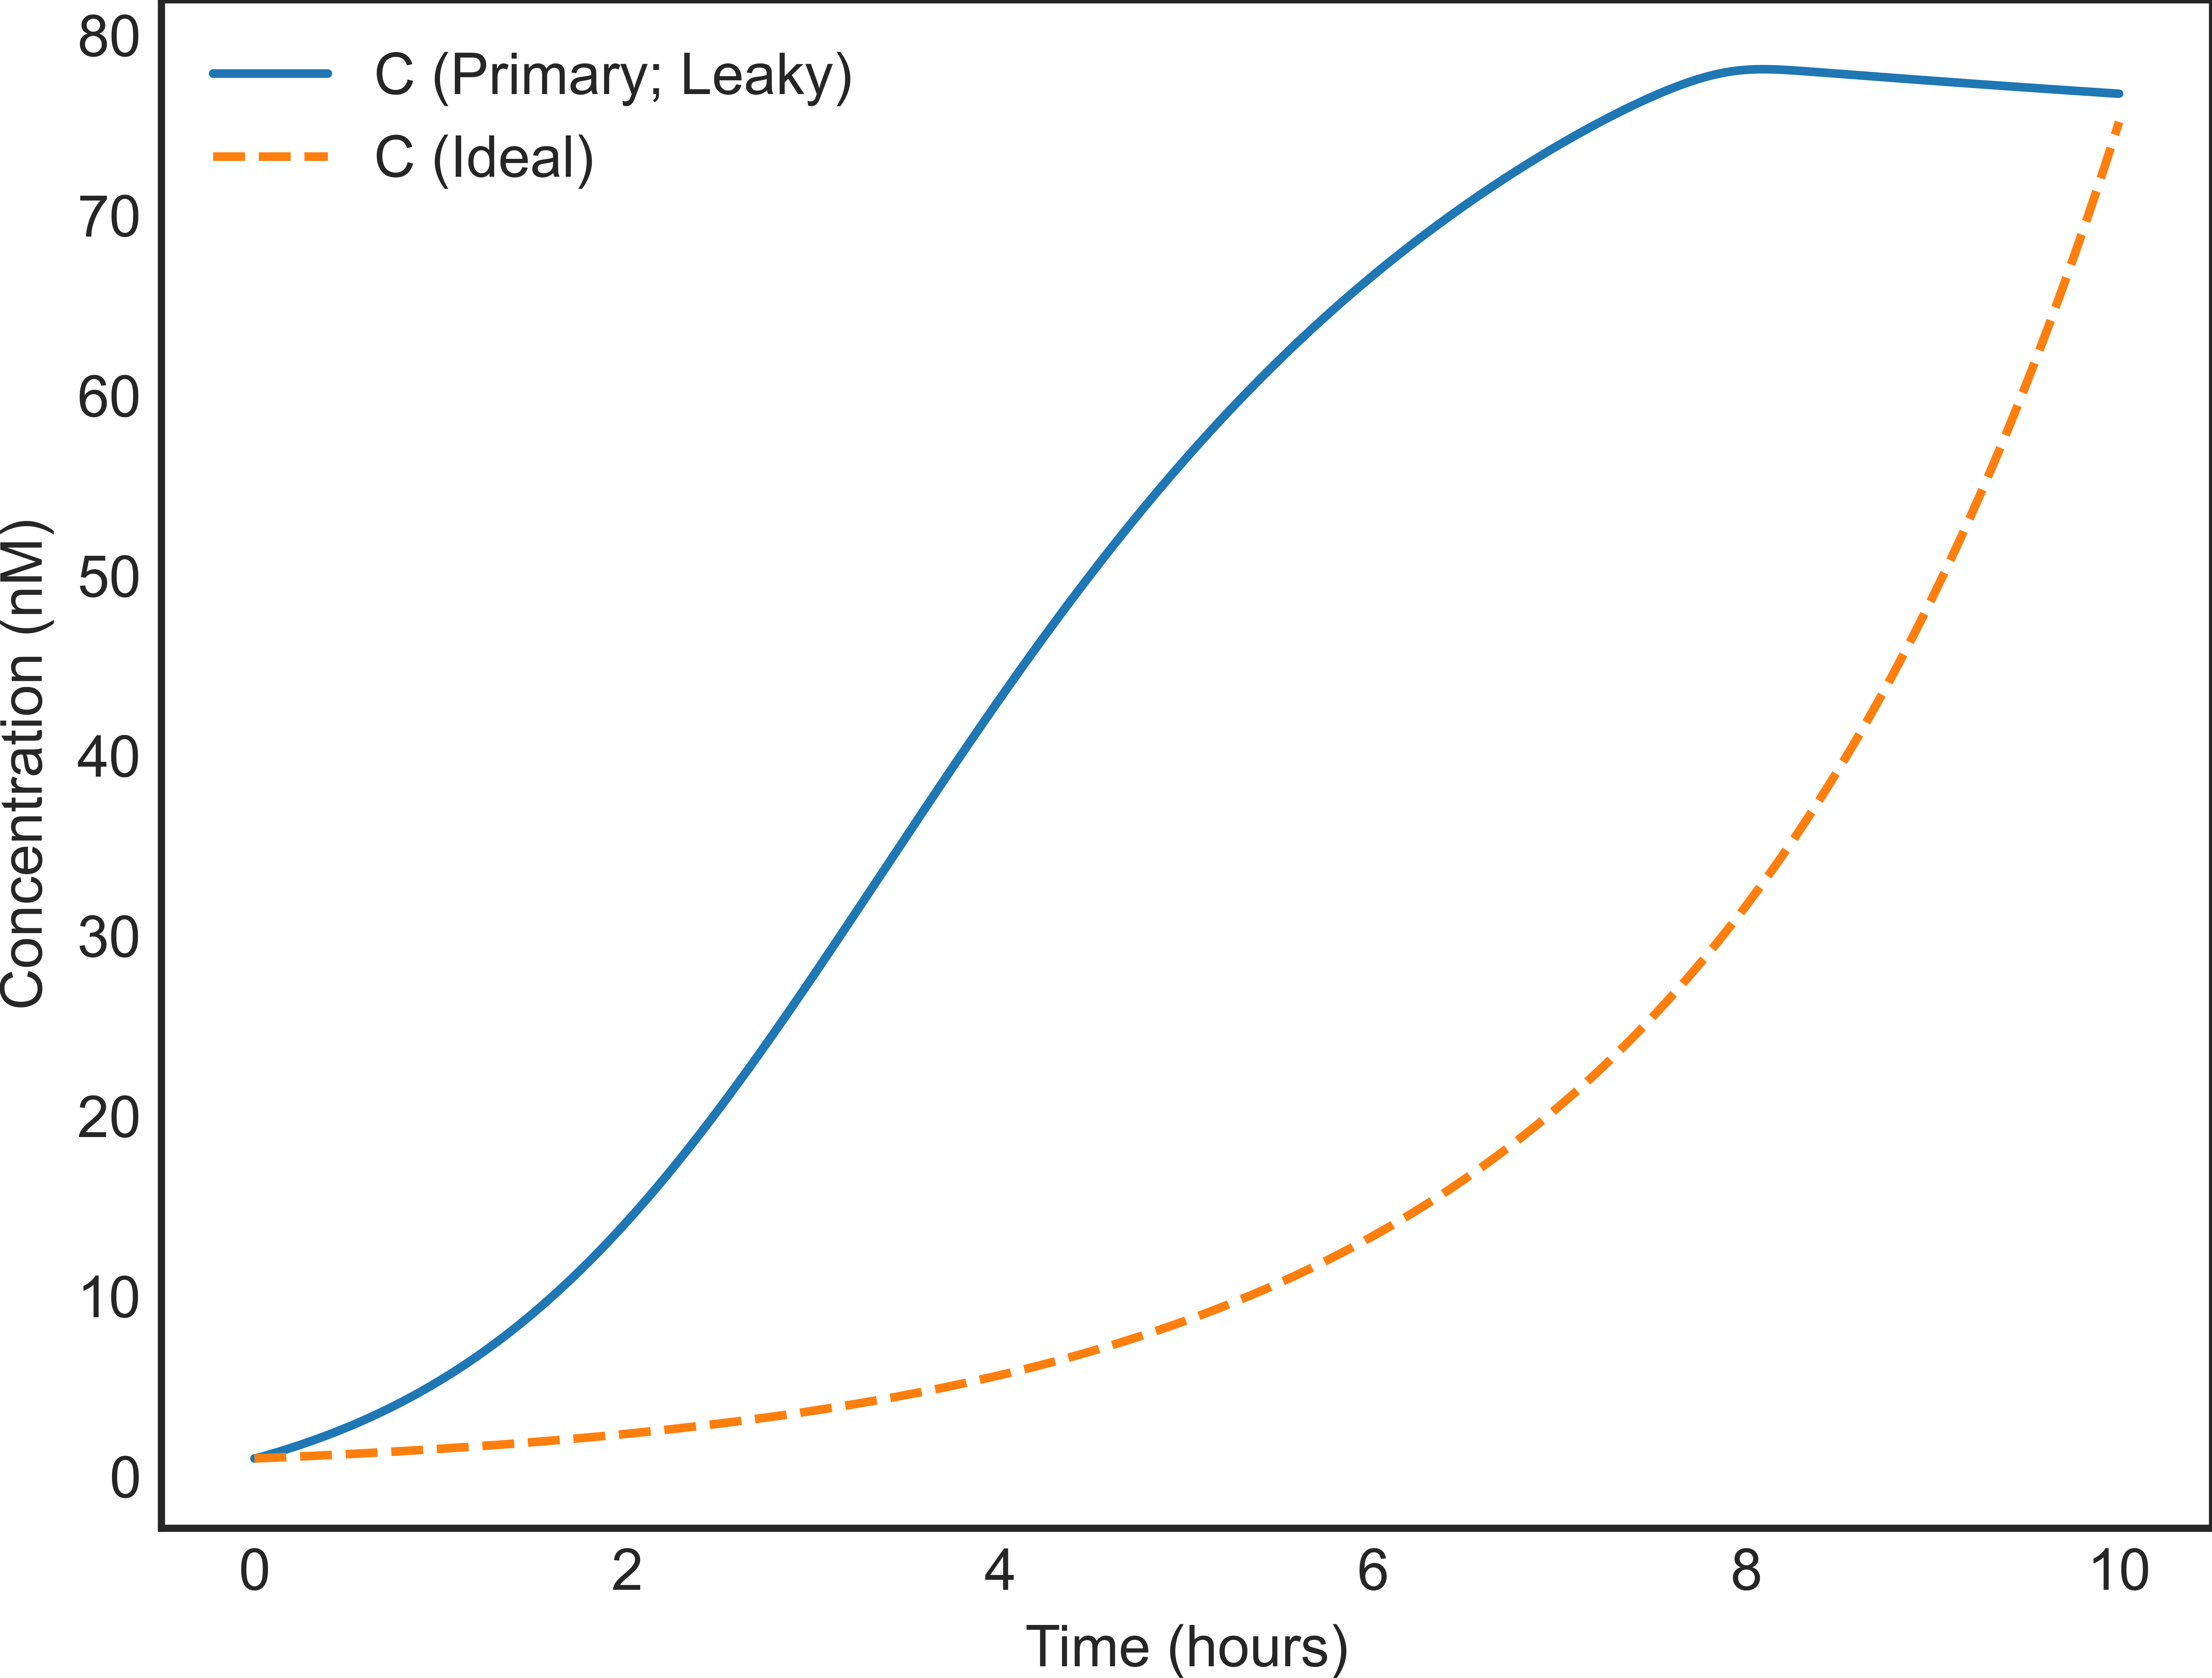 C (Primary; Leaky)
C (Ideal)
Concentration (nM)
80
70
60
50
40
30
20
10
0
0 2 4 6 8 10
Time (hours)